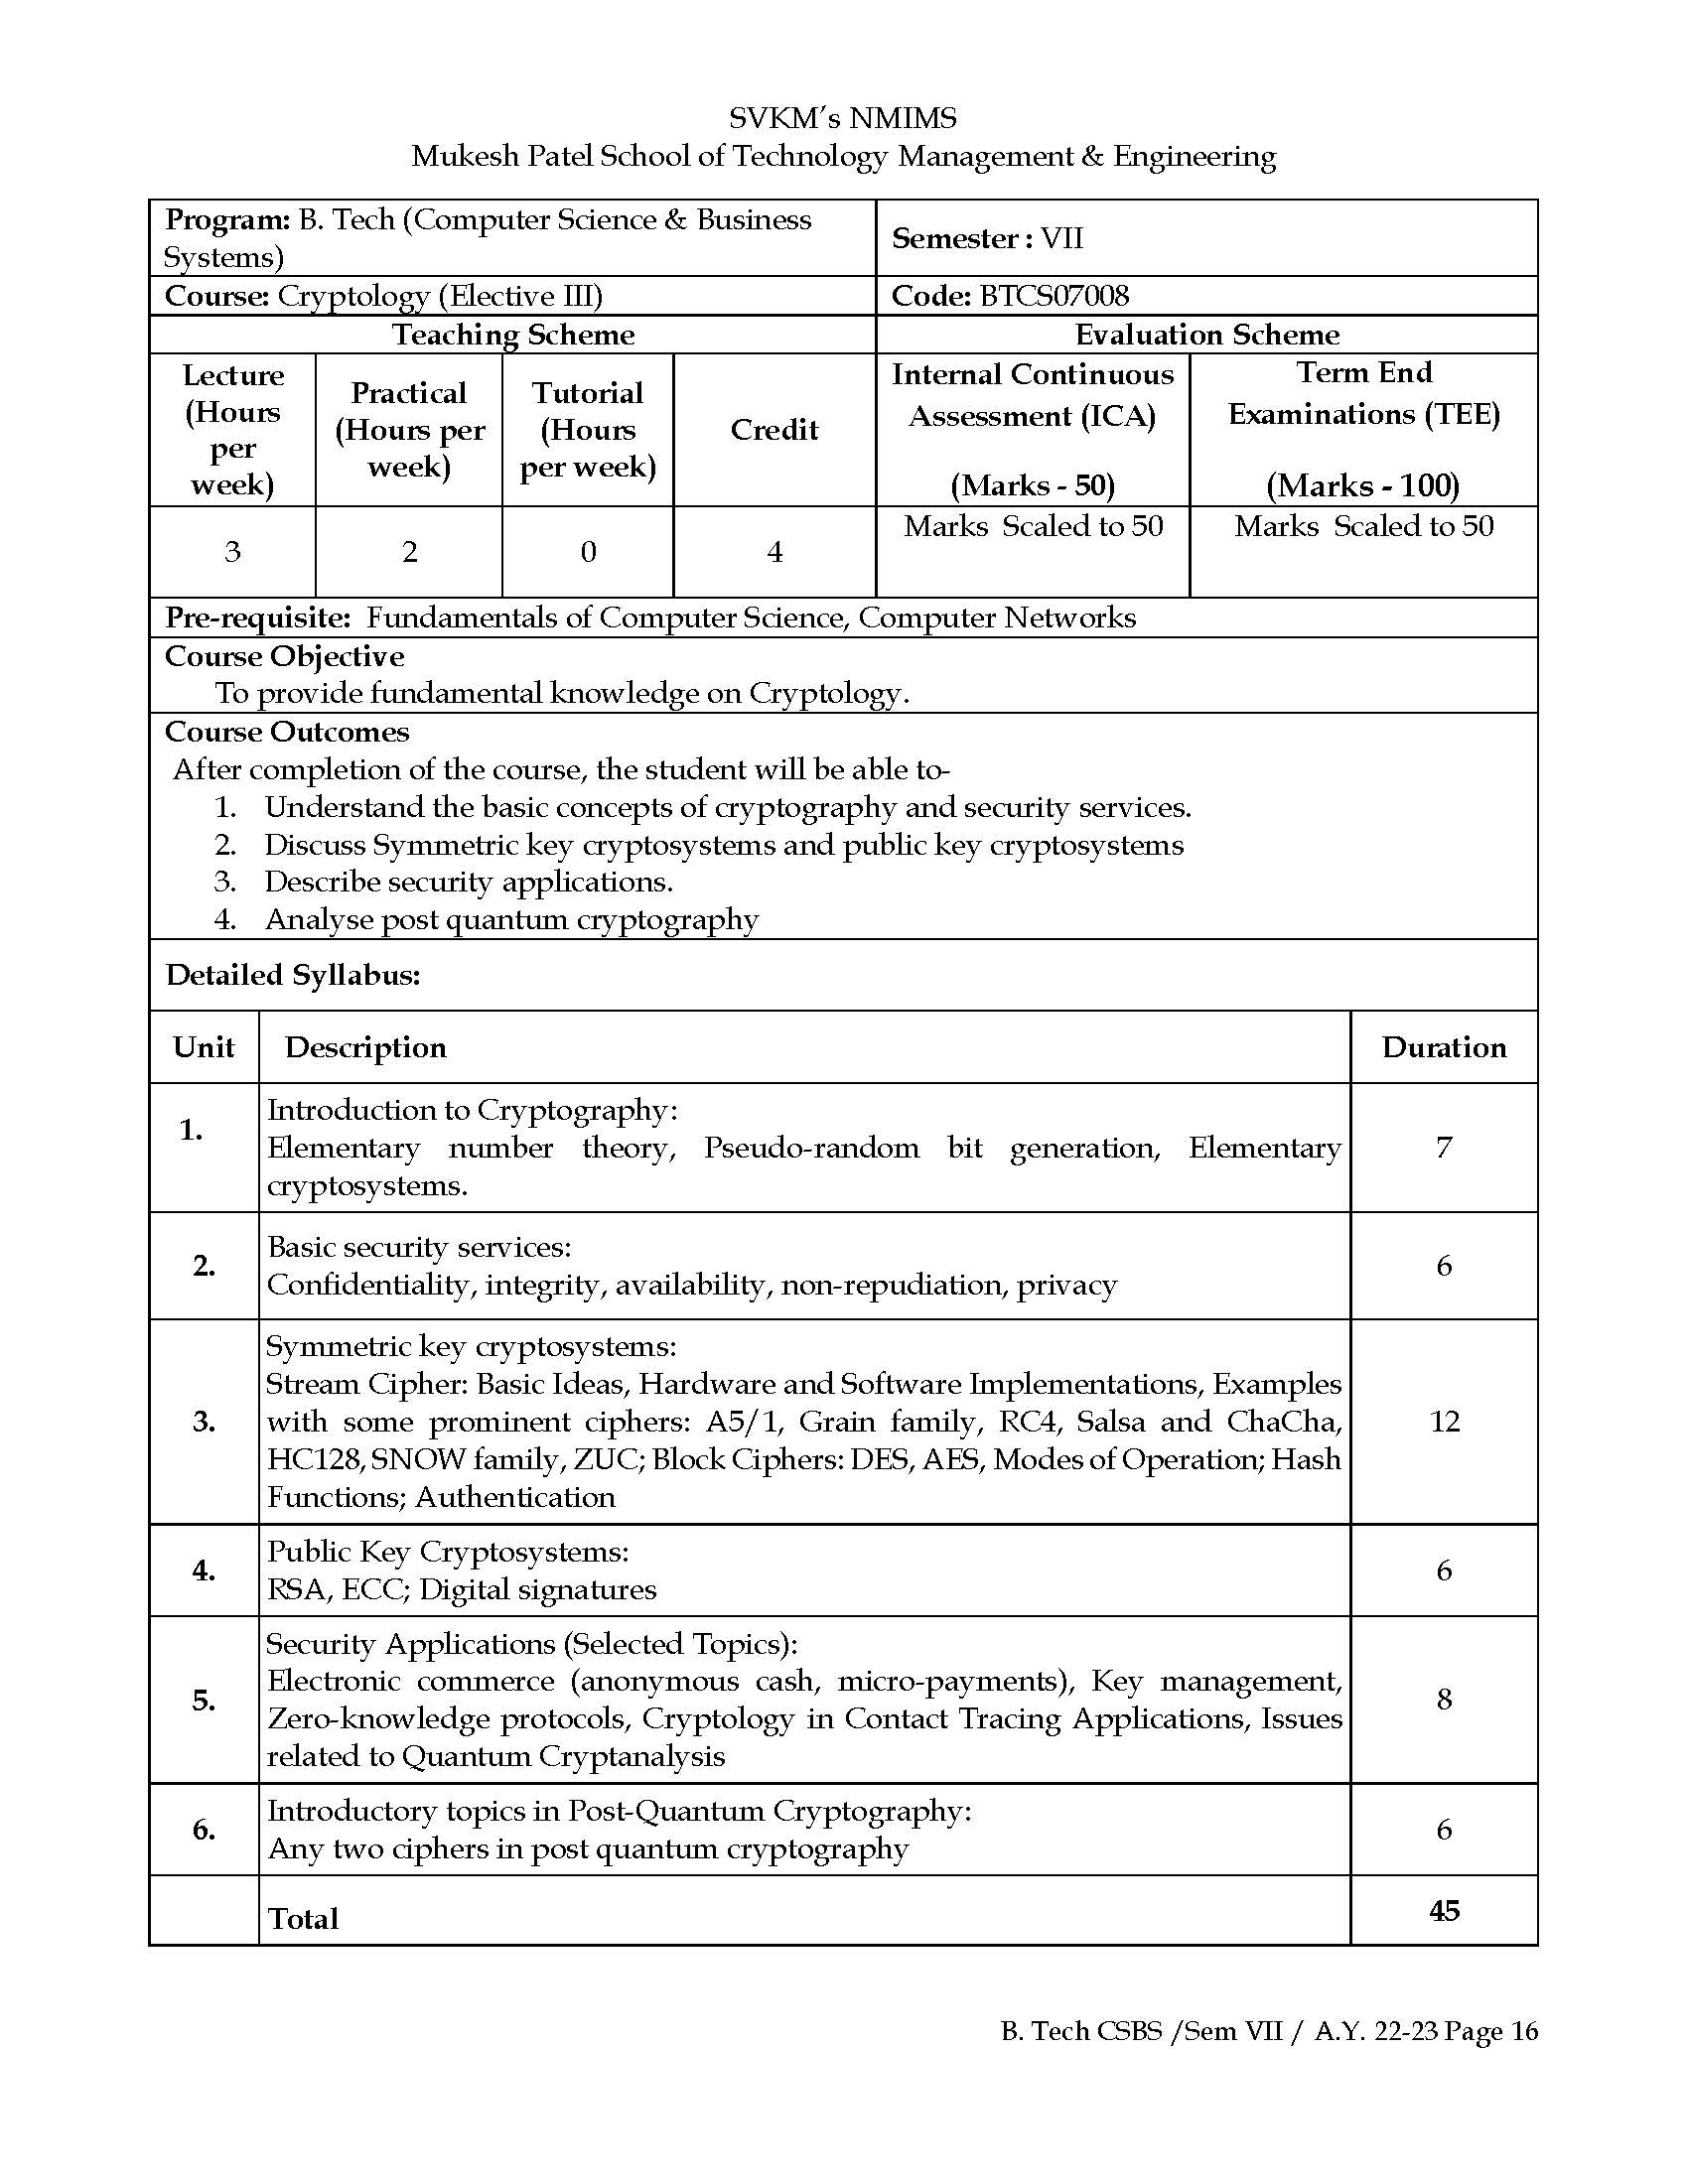 SVKM's NMIMS
Mukesh Patel School of Technology Management & Engineering
Program: B. Tech (Computer Science & Business
Systems)
Semester : VII
Course: Cryptology (Elective III)
Code: BTCS07008
Teaching Scheme
Evaluation Scheme
Lecture
(Hours
per
week)
Practical
(Hours per
week)
Tutorial
(Hours
per week)
Credit
Internal Continuous
Assessment (ICA)
(Marks - 50)
Term End
Examinations (TEE)
(Marks - 100)
3
2
0
4
Marks Scaled to 50
Marks Scaled to 50
Pre-requisite: Fundamentals of Computer Science, Computer Networks
Course Objective
To provide fundamental knowledge on Cryptology.
Course Outcomes
After completion of the course, the student will be able to-
1. Understand the basic concepts of cryptography and security services.
2. Discuss Symmetric key cryptosystems and public key cryptosystems
3. Describe security applications.
4. Analyse post quantum cryptography
Detailed Syllabus:
Unit
Description
Duration
1.
Introduction to Cryptography:
Elementary number theory, Pseudo-random bit generation, Elementary
cryptosystems.
7
2.
Basic security services:
Confidentiality, integrity, availability, non-repudiation, privacy
6
3.
Symmetric key cryptosystems:
Stream Cipher: Basic Ideas, Hardware and Software Implementations, Examples
with some prominent ciphers: A5/1, Grain family, RC4, Salsa and ChaCha,
HC128, SNOW family, ZUC; Block Ciphers: DES, AES, Modes of Operation; Hash
Functions; Authentication
12
4.
Public Key Cryptosystems:
RSA, ECC; Digital signatures
6
5.
Security Applications (Selected Topics):
Electronic commerce (anonymous cash, micro-payments), Key management,
Zero-knowledge protocols, Cryptology in Contact Tracing Applications, Issues
related to Quantum Cryptanalysis
8
6.
Introductory topics in Post-Quantum Cryptography:
Any two ciphers in post quantum cryptography
6
Total
45
B. Tech CSBS /Sem VII / A.Y. 22-23 Page 16